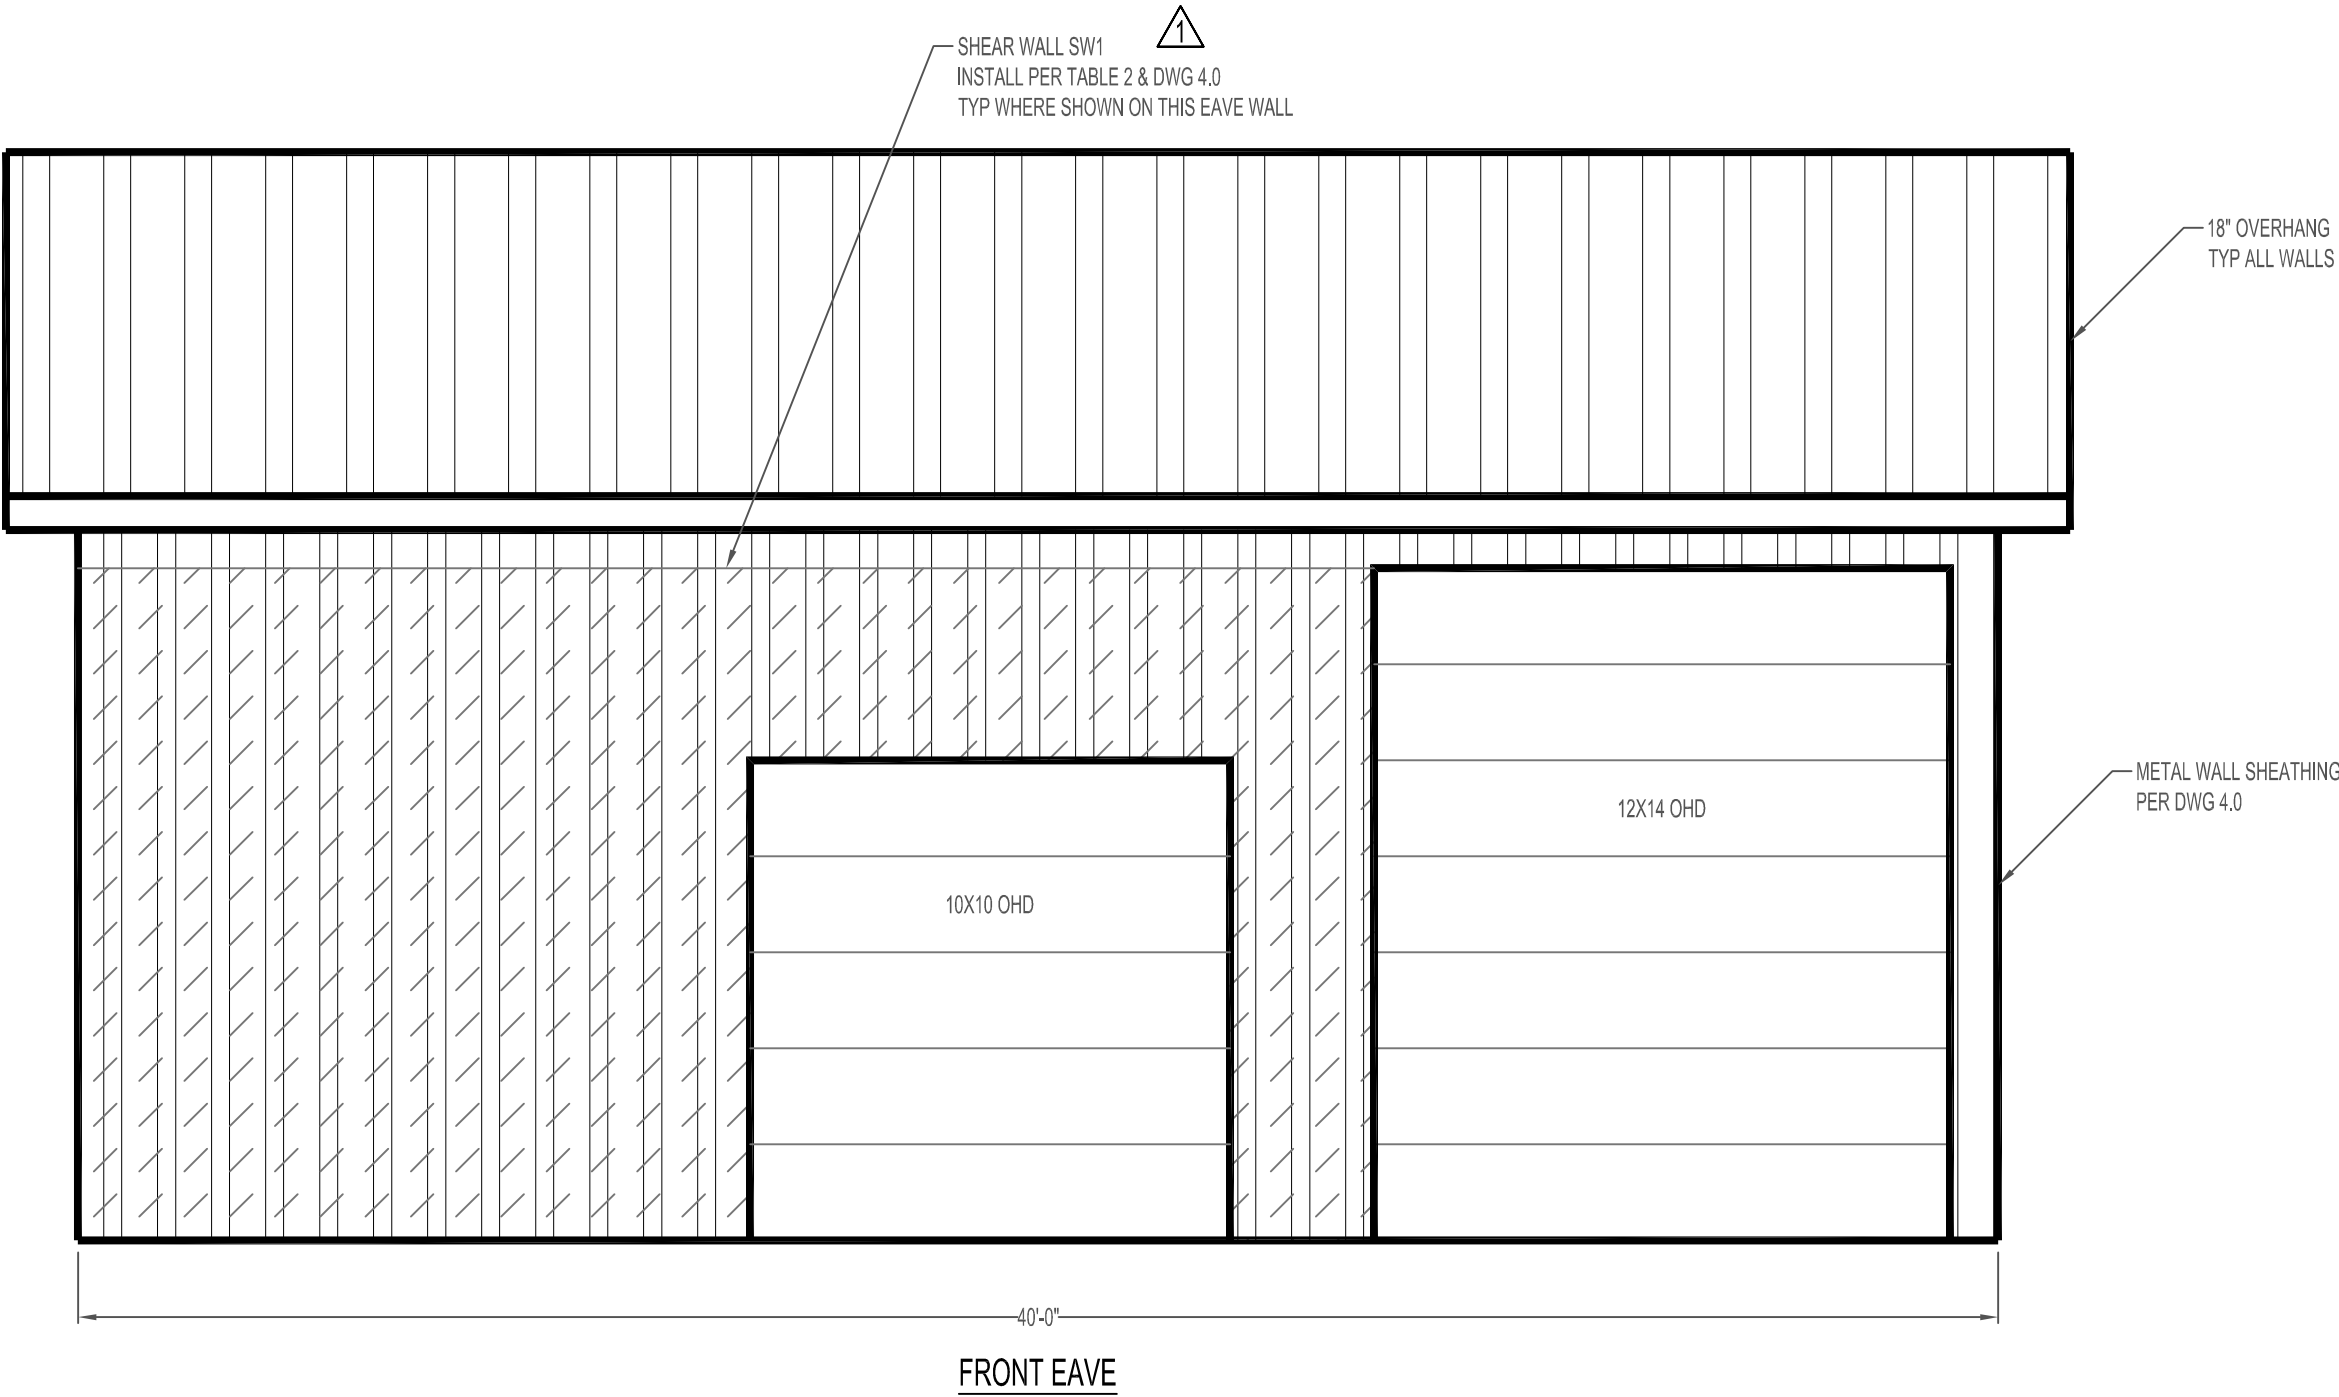 1
SHEAR WALL SW1
INSTALL PER TABLE 2 & DWG 4.0
TYP WHERE SHOWN ON THIS EAVE WALL
18" OVERHANG
TYP ALL WALLS
METAL WALL SHEATHING
PER DWG 4.0
12X14 OHD
10X10 OHD
40'-0"
FRONT EAVE